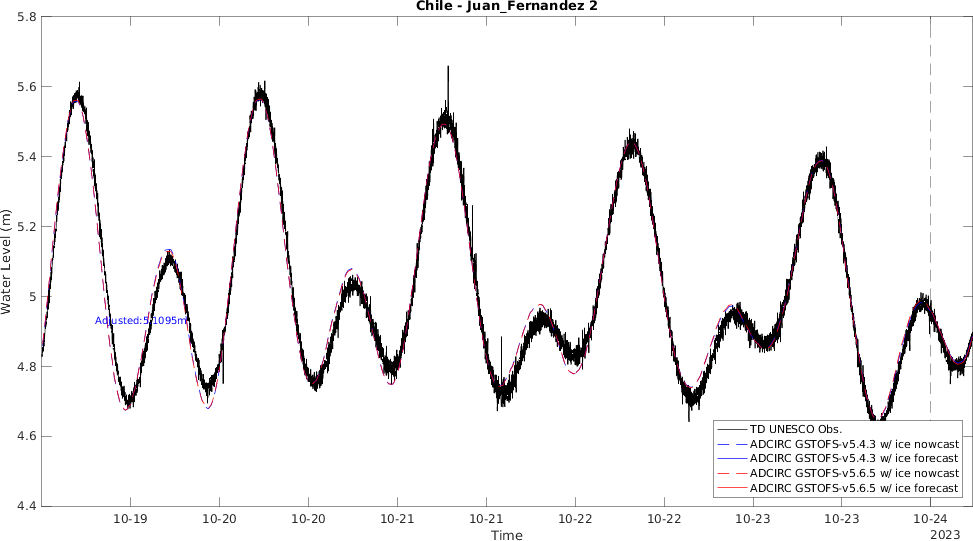 Chile - Juan_Fernandez 2
5.8
5.6
5.4
5.2
5
4.8
4.6
4.4
Water Level (m)
Adjusted:5.1095m
TD UNESCO Obs.
ADCIRC GSTOFS-v5.4.3 w/ ice nowcast
ADCIRC GSTOFS-v5.4.3 w/ ice forecast
ADCIRC GSTOFS-v5.6.5 w/ ice nowcast
ADCIRC GSTOFS-v5.6.5 w/ ice forecast
10-19 10-20 10-20 10-21 10-21 10-22 10-22 10-23 10-23 10-24
Time 2023